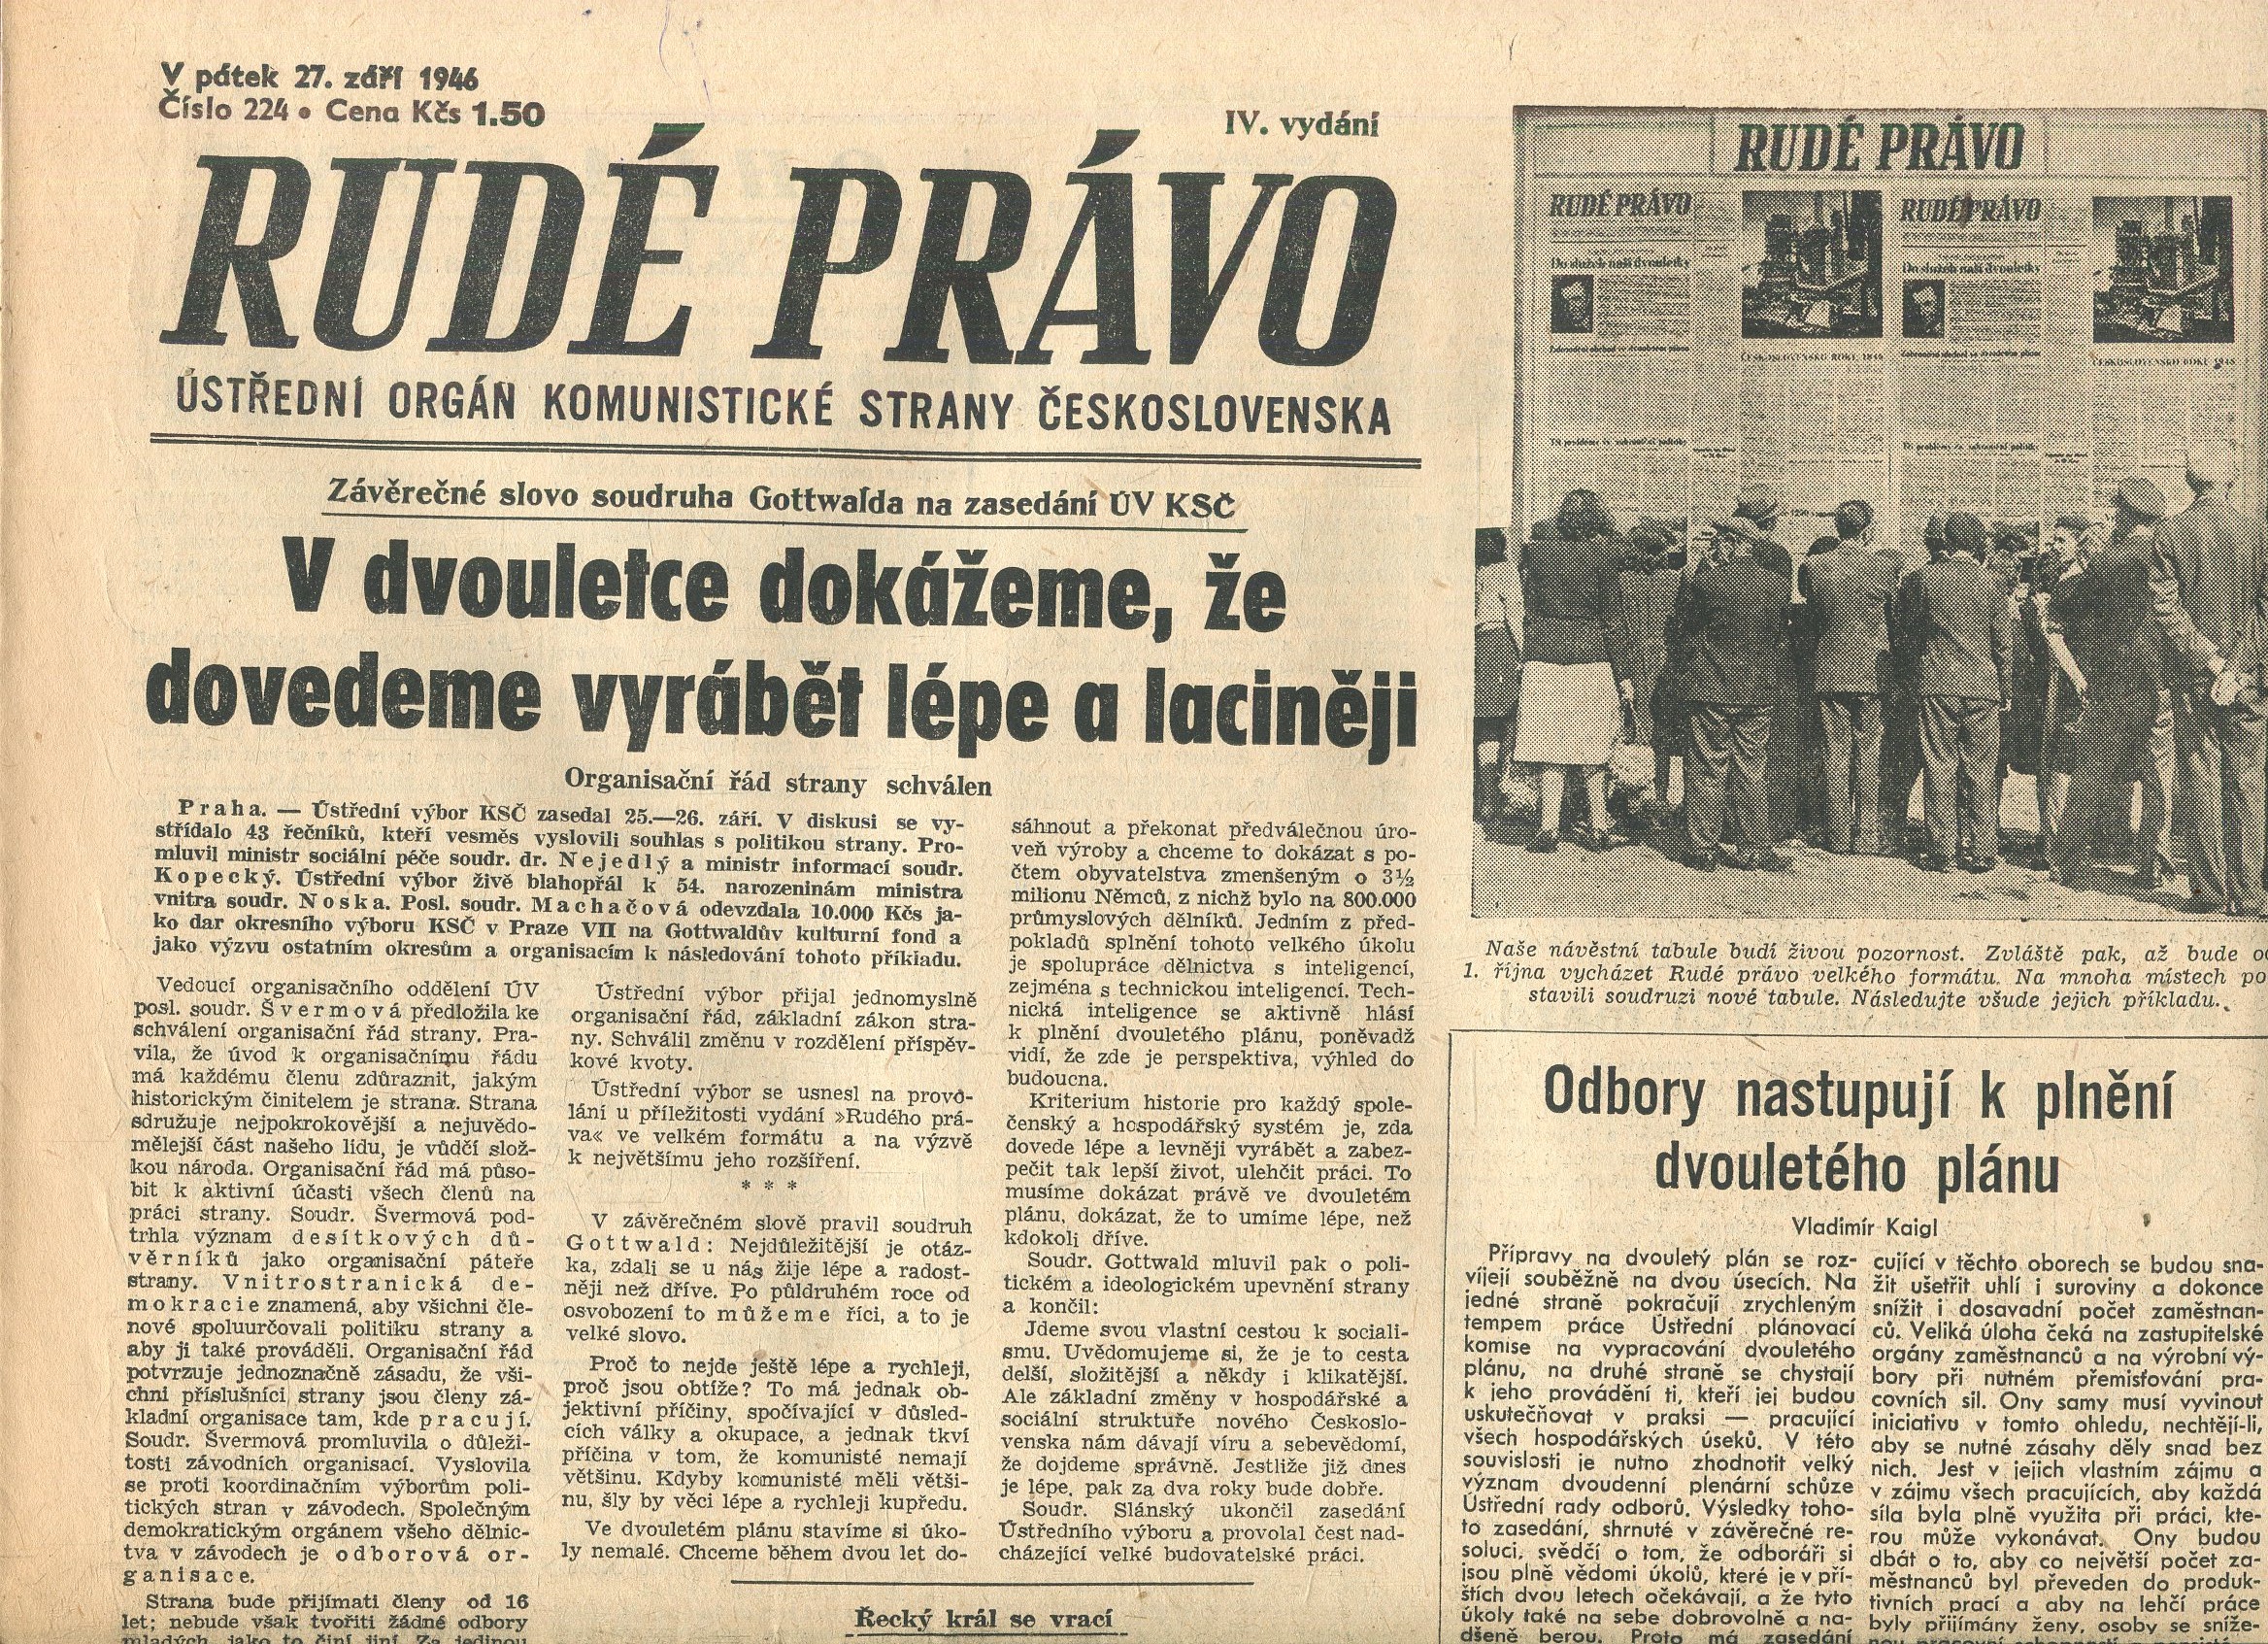 V pátek 27. září 1946
Číslo 224 • Cena Kčs 1.50
IV. vydání
RUDÉ PRÁVO
ÚSTŘEDNÍ ORGÁN KOMUNISTICKÉ STRANY ČESKOSLOVENSKA
Závěrečné slovo soudruha Gottwalda na zasedání ÚV KSČ
V dvouletce dokážeme, že
dovedeme vyrábět lépe a laciněji
Organisační řád strany schválen
Praha. — Ústřední výbor KSČ zasedal 25.—26. září. V diskusi se vy-
střídalo 43 řečníků, kteří vesměs vyslovili souhlas s politikou strany. Pro-
mluvil ministr sociální péče soudr. dr. Nejedlý a ministr informací soudr.
Kopecký. Ústřední výbor živě blahopřál k 54. narozeninám ministra
vnitra soudr. Noska. Posl. soudr. Machačová odevzdala 10.000 Kčs ja-
ko dar okresního výboru KSČ v Praze VII na Gottwaldův kulturní fond a
jako výzvu ostatním okresům a organisacím k následování tohoto příkladu.
Vedoucí organisačního oddělení ÚV
posl. soudr. Švermová předložila ke
schválení organisační řád strany. Pra-
vila, že úvod k organisačnímu řádu
má každému členu zdůraznit, jakým
historickým činitelem je strana. Strana
sdružuje nejpokrokovější a nejuvědo-
mělejší část našeho lidu, je vůdčí slož-
kou národa. Organisační řád má půso-
bit k aktivní účasti všech členů na
práci strany. Soudr. Švermová pod-
trhla význam desítkových dů-
věrníků jako organisační páteře
strany. Vnitrostranická de-
mokracie znamená, aby všichni čle-
nové spoluurčovali politiku strany a
aby ji také prováděli. Organisační řád
potvrzuje jednoznačně zásadu, že vši-
chni příslušníci strany jsou členy zá-
kladní organisace tam, kde pracují.
Soudr. Švermová promluvila o důleži-
tosti závodních organisací. Vyslovila
se proti koordinačním výborům poli-
tických stran v závodech. Společným
demokratickým orgánem všeho dělnic-
tva v závodech je odborová or-
ganisace.
Strana bude přijímati členy od 16
let; nebude však tvořiti žádné odbory
mladých, jako to činí jiní. Za jedinou
Ústřední výbor přijal jednomyslně
organisační řád, základní zákon stra-
ny. Schválil změnu v rozdělení příspěv-
kové kvoty.
Ústřední výbor se usnesl na provo-
lání u příležitosti vydání »Rudého prá-
va« ve velkém formátu a na výzvě
k největšímu jeho rozšíření.
* * *
V závěrečném slově pravil soudruh
Gottwald: Nejdůležitější je otáz-
ka, zdali se u nás žije lépe a radost-
něji než dříve. Po půldruhém roce od
osvobození to můžeme říci, a to je
velké slovo.
Proč to nejde ještě lépe a rychleji,
proč jsou obtíže? To má jednak ob-
jektivní příčiny, spočívající v důsled-
cích války a okupace, a jednak tkví
příčina v tom, že komunisté nemají
většinu. Kdyby komunisté měli větši-
nu, šly by věci lépe a rychleji kupředu.
Ve dvouletém plánu stavíme si úko-
ly nemalé. Chceme během dvou let do-
sáhnout a překonat předválečnou úro-
veň výroby a chceme to dokázat s po-
čtem obyvatelstva zmenšeným o 3½
milionu Němců, z nichž bylo na 800.000
průmyslových dělníků. Jedním z před-
pokladů splnění tohoto velkého úkolu
je spolupráce dělnictva s inteligencí,
zejména s technickou inteligencí. Tech-
nická inteligence se aktivně hlásí
k plnění dvouletého plánu, poněvadž
vidí, že zde je perspektiva, výhled do
budoucna.
Kriterium historie pro každý spole-
čenský a hospodářský systém je, zda
dovede lépe a levněji vyrábět a zabez-
pečit tak lepší život, ulehčit práci. To
musíme dokázat právě ve dvouletém
plánu, dokázat, že to umíme lépe, než
kdokoli dříve.
Soudr. Gottwald mluvil pak o poli-
tickém a ideologickém upevnění strany
a končil:
Jdeme svou vlastní cestou k sociali-
smu. Uvědomujeme si, že je to cesta
delší, složitější a někdy i klikatější.
Ale základní změny v hospodářské a
sociální struktuře nového Českoslo-
venska nám dávají víru a sebevědomí,
že dojdeme správně. Jestliže již dnes
je lépe, pak za dva roky bude dobře.
Soudr. Slánský ukončil zasedání
Ústředního výboru a provolal čest nad-
cházející velké budovatelské práci.
Řecký král se vrací
RUDÉ PRÁVO
RUDÉ PRÁVO
RUDÉ PRÁVO
Do služeb naší dvouletky
Do služeb naší dvouletky
ČESKOSLOVENSKO ROKU 1948
ČESKOSLOVENSKO ROKU 1948
Naše návěstní tabule budí živou pozornost. Zvláště pak, až bude
1. října vycházet Rudé právo velkého formátu. Na mnoha místech po
stavili soudruzi nové tabule. Následujte všude jejich příkladu.
Odbory nastupují k plnění
dvouletého plánu
Vladimír Kaigl
Přípravy na dvouletý plán se roz-
víjejí souběžně na dvou úsecích. Na
jedné straně pokračují zrychleným
tempem práce Ústřední plánovací
komise na vypracování dvouletého
plánu, na druhé straně se chystají
k jeho provádění ti, kteří jej budou
uskutečňovat v praksi — pracující
všech hospodářských úseků. V této
souvislosti je nutno zhodnotit velký
význam dvoudenní plenární schůze
Ústřední rady odborů. Výsledky toho-
to zasedání, shrnuté v závěrečné re-
soluci, svědčí o tom, že odboráři si
jsou plně vědomi úkolů, které je v pří-
štích dvou letech očekávají, a že tyto
úkoly také na sebe dobrovolně a na-
dšeně berou. Proto má zasedání
cující v těchto oborech se budou sna-
žit ušetřit uhlí i suroviny a dokonce
snížit i dosavadní počet zaměstnan-
ců. Veliká úloha čeká na zastupitelské
orgány zaměstnanců a na výrobní vý-
bory při nutném přemisťování pra-
covních sil. Ony samy musí vyvinout
iniciativu v tomto ohledu, nechtějí-li,
aby se nutné zásahy děly snad bez
nich. Jest v jejich vlastním zájmu a
v zájmu všech pracujících, aby každá
síla byla plně využita při práci, kte-
rou může vykonávat. Ony budou
dbát o to, aby co největší počet za-
městnanců byl převeden do produk-
tivních prací a aby na lehčí práce
byly přijímány ženy, osoby se sníže-